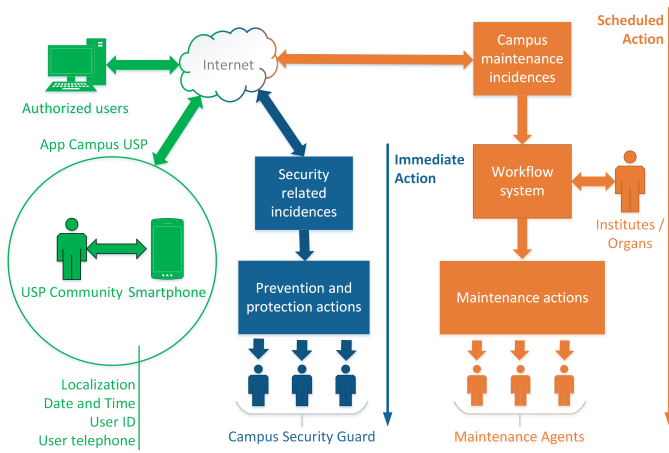 Scheduled
Action
Internet
Campus
maintenance
incidences
Authorized users
App Campus USP
Immediate
Action
Security
related
incidences
Workflow
system
Institutes /
Organs
USP Community
Smartphone
Prevention and
protection actions
Maintenance actions
Localization
Date and Time
User ID
User telephone
Campus Security Guard
Maintenance Agents